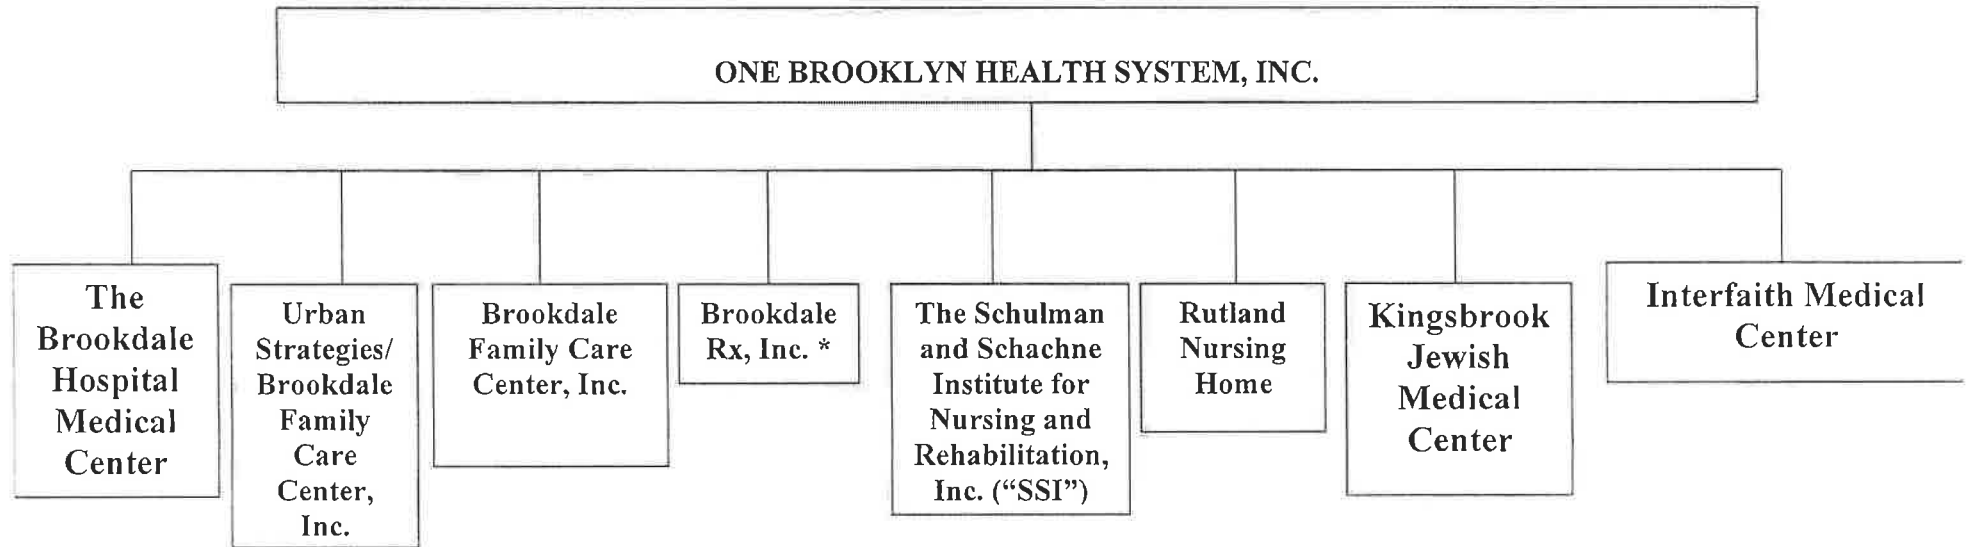 ONE BROOKLYN HEALTH SYSTEM, INC.
The
Brookdale
Hospital
Medical
Center
Urban
Strategies/
Brookdale
Family
Care
Center,
Inc.
Brookdale
Family Care
Center, Inc.
Brookdale
Rx, Inc. *
The Schulman
and Schachne
Institute for
Nursing and
Rehabilitation,
Inc. (“SSI”)
Rutland
Nursing
Home
Kingsbrook
Jewish
Medical
Center
Interfaith Medical
Center